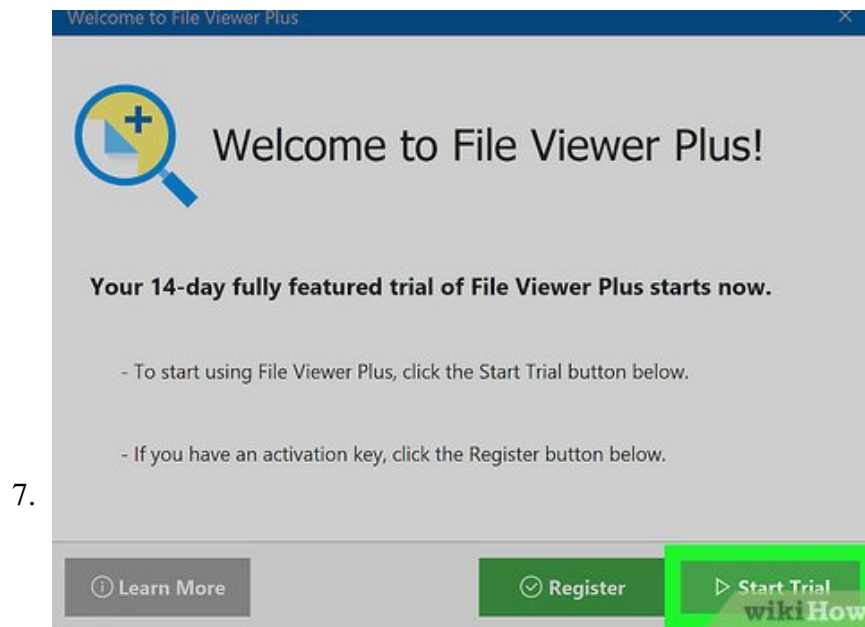 Welcome to File Viewer Plus
Welcome to File Viewer Plus!
Your 14-day fully featured trial of File Viewer Plus starts now.
- To start using File Viewer Plus, click the Start Trial button below.
- If you have an activation key, click the Register button below.
7.
Learn More
Register
Start Trial
wikiHow